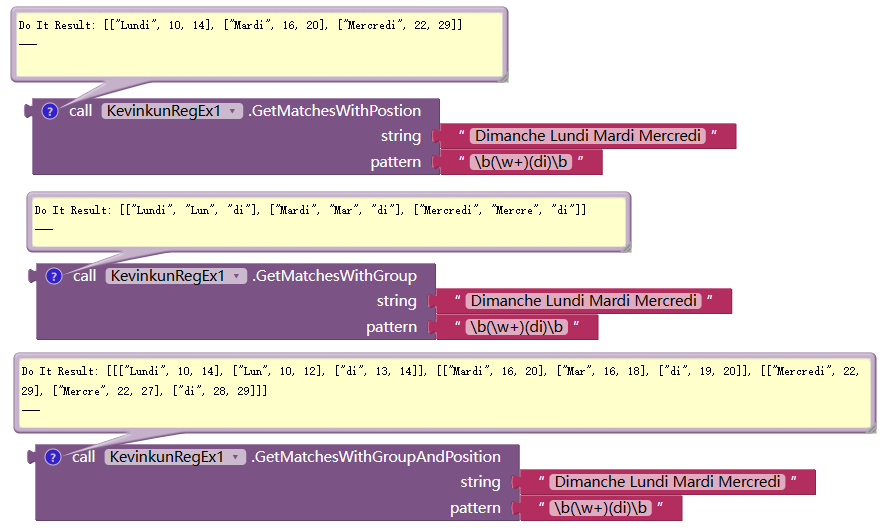 Do It Result: [["Lundi", 10, 14], ["Mardi", 16, 20], ["Mercredi", 22, 29]]
---
? call KevinkunRegEx1 .GetMatchesWithPostion
string " Dimanche Lundi Mardi Mercredi "
pattern " \b(\w+)(di)\b "
Do It Result: [["Lundi", "Lun", "di"], ["Mardi", "Mar", "di"], ["Mercredi", "Mercre", "di"]]
---
? call KevinkunRegEx1 .GetMatchesWithGroup
string " Dimanche Lundi Mardi Mercredi "
pattern " \b(\w+)(di)\b "
Do It Result: [[["Lundi", 10, 14], ["Lun", 10, 12], ["di", 13, 14]], [["Mardi", 16, 20], ["Mar", 16, 18], ["di", 19, 20]], [["Mercredi", 22,
29], ["Mercre", 22, 27], ["di", 28, 29]]]
---
? call KevinkunRegEx1 .GetMatchesWithGroupAndPosition
string " Dimanche Lundi Mardi Mercredi "
pattern " \b(\w+)(di)\b "